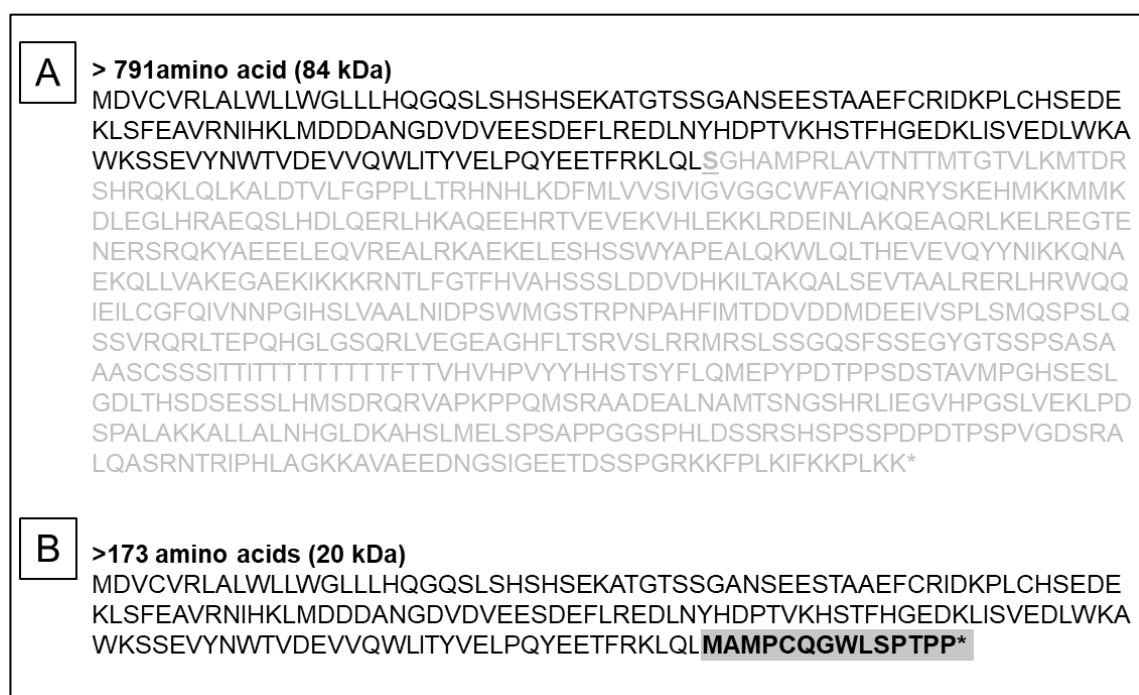 A
> 791amino acid (84 kDa)
MDVCVRLALWLLWGLLLHQGQSLSHSHSEKATGTSSGANSEESTAAEFCRIDKPLCHSEDE
KLSFEAVRNIHKLMDDDANGDVDVEESDEFLREDLNYHDPTVKHSTFHGEDKLISVEDLWKA
WKSSEVYNWTVDEVVQWLITYVELPQYEETFRKLQLSGHAMPRLAVTNTTMTGTVLKMTDR
SHRQKLQLKALDTVLFGPPLLTRHNHLKDFMLVVSIVIGVGGCWFAYIQNRYSKEHMKKMMK
DLEGLHRAEQSLHDLQERLHKAQEEHRTVEVEKVHLEKKLRDEINLAKQEAQRLKELREGTE
NERSRQKYAEEELEQVREALRKAEKELESHSSWYAPEALQKWLQLTHEVEVQYYNIKKQNA
EKQLLVAKEGAEKIKKKRNTLFGTFHVAHSSSLDDVDHKILTAKQALSEVTAALRERLHRWQQ
IEILCGFQIVNNPGIHSLVAALNIDPSWMGSTRPNPAHFIMTDDVDDMDEEIVSPLSMQSPSLQ
SSVRQRLTEPQHGLGSQRLVEGEAGHFLTSRVSLRRMRSLSSGQSFSSEGYGTSSPSASA
AASCSSSITTITTTTTTTTTFTTVHVHPVYYHHSTSYFLQMEPYPDTPPSDSTAVMPGHSESL
GDLTHSDSESSLHMSDRQRVAPKPPQMSRAADEALNAMTSNGSHRLIEGVHPGSLVEKLPD
SPALAKKALLALNHGLDKAHSLMELSPSAPPGGSPHLDSSRSHSPSSPDPDTPSPVGDSRA
LQASRNTRIPHLAGKKAVAEEDNGSIGEETDSSPGRKKFPLKIFKKPLKK*
B
>173 amino acids (20 kDa)
MDVCVRLALWLLWGLLLHQGQSLSHSHSEKATGTSSGANSEESTAAEFCRIDKPLCHSEDE
KLSFEAVRNIHKLMDDDANGDVDVEESDEFLREDLNYHDPTVKHSTFHGEDKLISVEDLWKA
WKSSEVYNWTVDEVVQWLITYVELPQYEETFRKLQLMAMPCQGWLSPTPP*